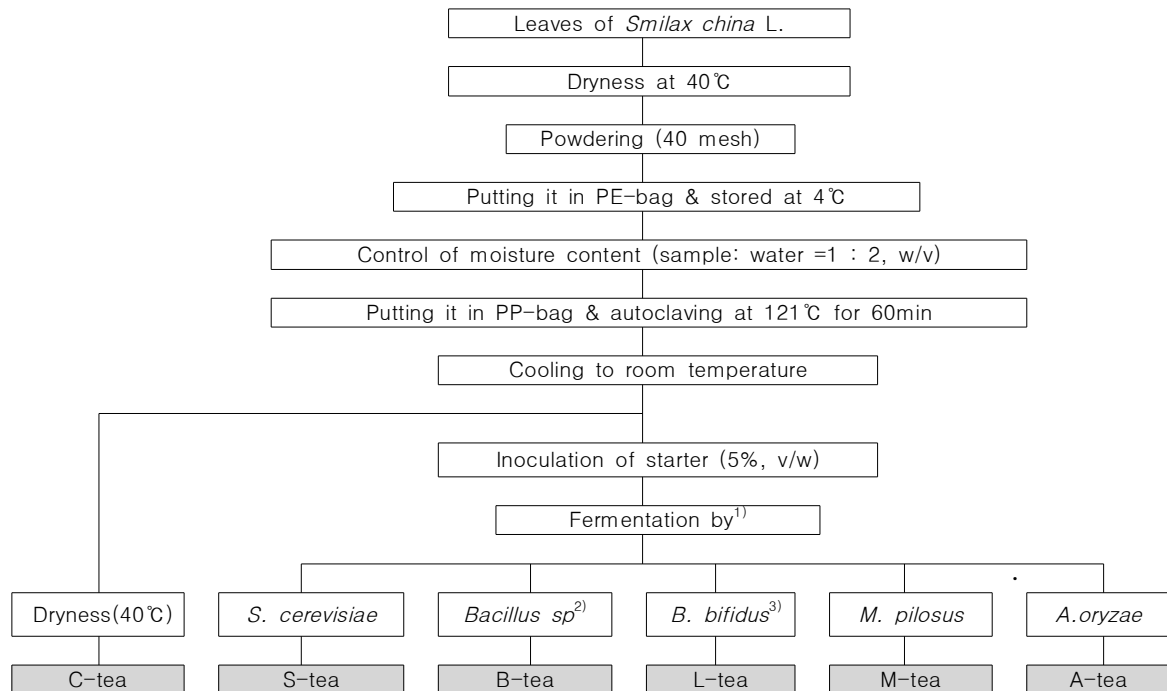 Leaves of Smilax china L.
Dryness at 40℃
Powdering (40 mesh)
Putting it in PE-bag & stored at 4℃
Control of moisture content (sample: water =1 : 2, w/v)
Putting it in PP-bag & autoclaving at 121℃ for 60min
Cooling to room temperature
Inoculation of starter (5%, v/w)
Fermentation by1)
Dryness(40℃) S. cerevisiae Bacillus sp2) B. bifidus3) M. pilosus A.oryzae
C-tea S-tea B-tea L-tea M-tea A-tea